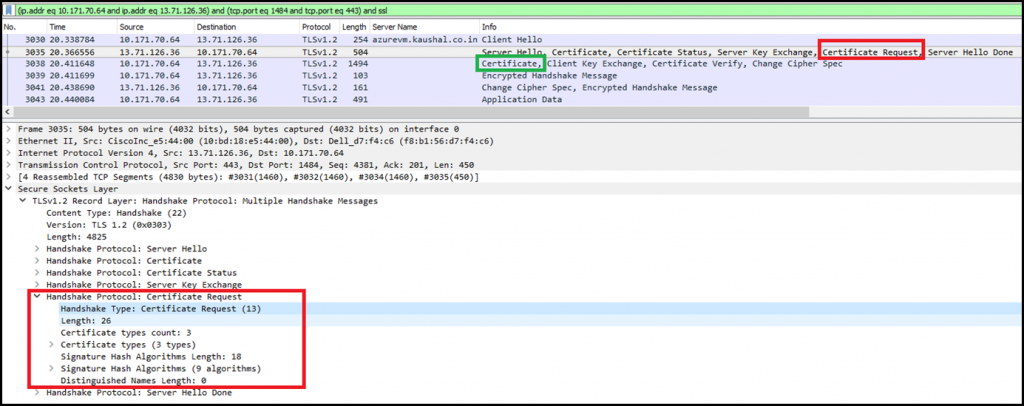 (ip.addr eq 10.171.70.64 and ip.addr eq 13.71.126.36) and (tcp.port eq 1484 and tcp.port eq 443) and ssl
No. Time Source Destination Protocol Length Server Name Info
3030 20.338784 10.171.70.64 13.71.126.36 TLSv1.2 254 azurevm.kaushal.co.in Client Hello
3035 20.366556 13.71.126.36 10.171.70.64 TLSv1.2 504 Server Hello, Certificate, Certificate Status, Server Key Exchange, Certificate Request, Server Hello Done
3038 20.411648 10.171.70.64 13.71.126.36 TLSv1.2 1494 Certificate, Client Key Exchange, Certificate Verify, Change Cipher Spec
3039 20.411699 10.171.70.64 13.71.126.36 TLSv1.2 103 Encrypted Handshake Message
3041 20.438690 13.71.126.36 10.171.70.64 TLSv1.2 161 Change Cipher Spec, Encrypted Handshake Message
3043 20.440084 10.171.70.64 13.71.126.36 TLSv1.2 491 Application Data
Frame 3035: 504 bytes on wire (4032 bits), 504 bytes captured (4032 bits) on interface 0
Ethernet II, Src: CiscoInc_e5:44:00 (10:bd:18:e5:44:00), Dst: Dell_d7:f4:c6 (f8:b1:56:d7:f4:c6)
Internet Protocol Version 4, Src: 13.71.126.36, Dst: 10.171.70.64
Transmission Control Protocol, Src Port: 443, Dst Port: 1484, Seq: 4381, Ack: 201, Len: 450
[4 Reassembled TCP Segments (4830 bytes): #3031(1460), #3032(1460), #3034(1460), #3035(450)]
Secure Sockets Layer
TLSv1.2 Record Layer: Handshake Protocol: Multiple Handshake Messages
Content Type: Handshake (22)
Version: TLS 1.2 (0x0303)
Length: 4825
Handshake Protocol: Server Hello
Handshake Protocol: Certificate
Handshake Protocol: Certificate Status
Handshake Protocol: Server Key Exchange
Handshake Protocol: Certificate Request
Handshake Type: Certificate Request (13)
Length: 26
Certificate types count: 3
Certificate types (3 types)
Signature Hash Algorithms Length: 18
Signature Hash Algorithms (9 algorithms)
Distinguished Names Length: 0
Handshake Protocol: Server Hello Done